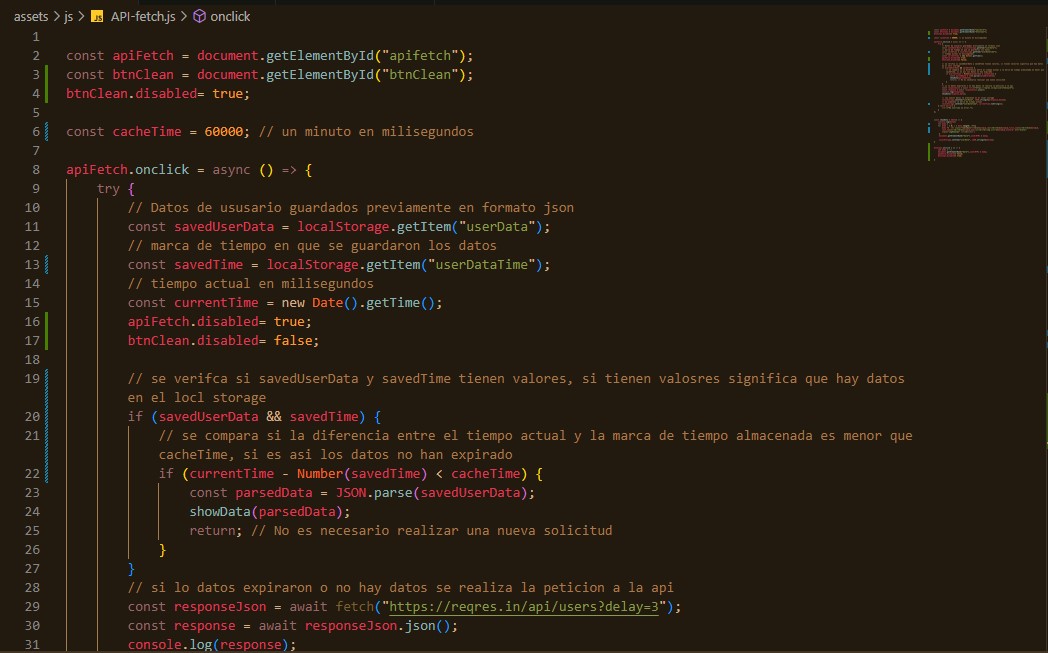 assets > js > JS API-fetch.js > onclick
1
2 const apiFetch = document.getElementById("apifetch");
3 const btnClean = document.getElementById("btnClean");
4 btnClean.disabled= true;
5
6 const cacheTime = 60000; // un minuto en milisegundos
7
8 apiFetch.onclick = async () => {
9 try {
10 // Datos de ususario guardados previamente en formato json
11 const savedUserData = localStorage.getItem("userData");
12 // marca de tiempo en que se guardaron los datos
13 const savedTime = localStorage.getItem("userDataTime");
14 // tiempo actual en milisegundos
15 const currentTime = new Date().getTime();
16 apiFetch.disabled= true;
17 btnClean.disabled= false;
18
19 // se verifca si savedUserData y savedTime tienen valores, si tienen valosres significa que hay datos
en el locl storage
20 if (savedUserData && savedTime) {
21 // se compara si la diferencia entre el tiempo actual y la marca de tiempo almacenada es menor que
cacheTime, si es asi los datos no han expirado
22 if (currentTime - Number(savedTime) < cacheTime) {
23 const parsedData = JSON.parse(savedUserData);
24 showData(parsedData);
25 return; // No es necesario realizar una nueva solicitud
26 }
27 }
28 // si lo datos expiraron o no hay datos se realiza la peticion a la api
29 const responseJson = await fetch("https://reqres.in/api/users?delay=3");
30 const response = await responseJson.json();
31 console.log(response);